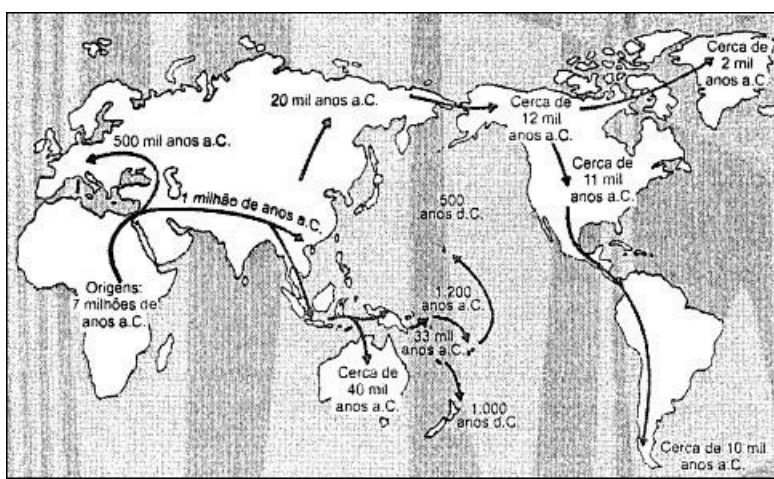 Cerca de
2 mil
anos a.C.
20 mil anos a.C.
Cerca de
12 mil
anos a.C.
500 mil anos a.C.
Cerca de
11 mil
anos a.C.
1 milhão de anos a.C.
500
anos d.C.
Origens:
7 milhões de
anos a.C.
1.200
anos a.C.
33 mil
anos a.C.
Cerca de
40 mil
anos a.C.
1.000
anos d.C.
Cerca de 10 mil
anos a.C.